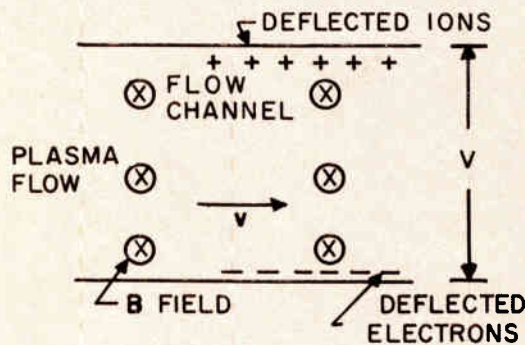 DEFLECTED IONS
+ + + + + +
FLOW
CHANNEL
PLASMA
FLOW
V
v
B FIELD
DEFLECTED
ELECTRONS